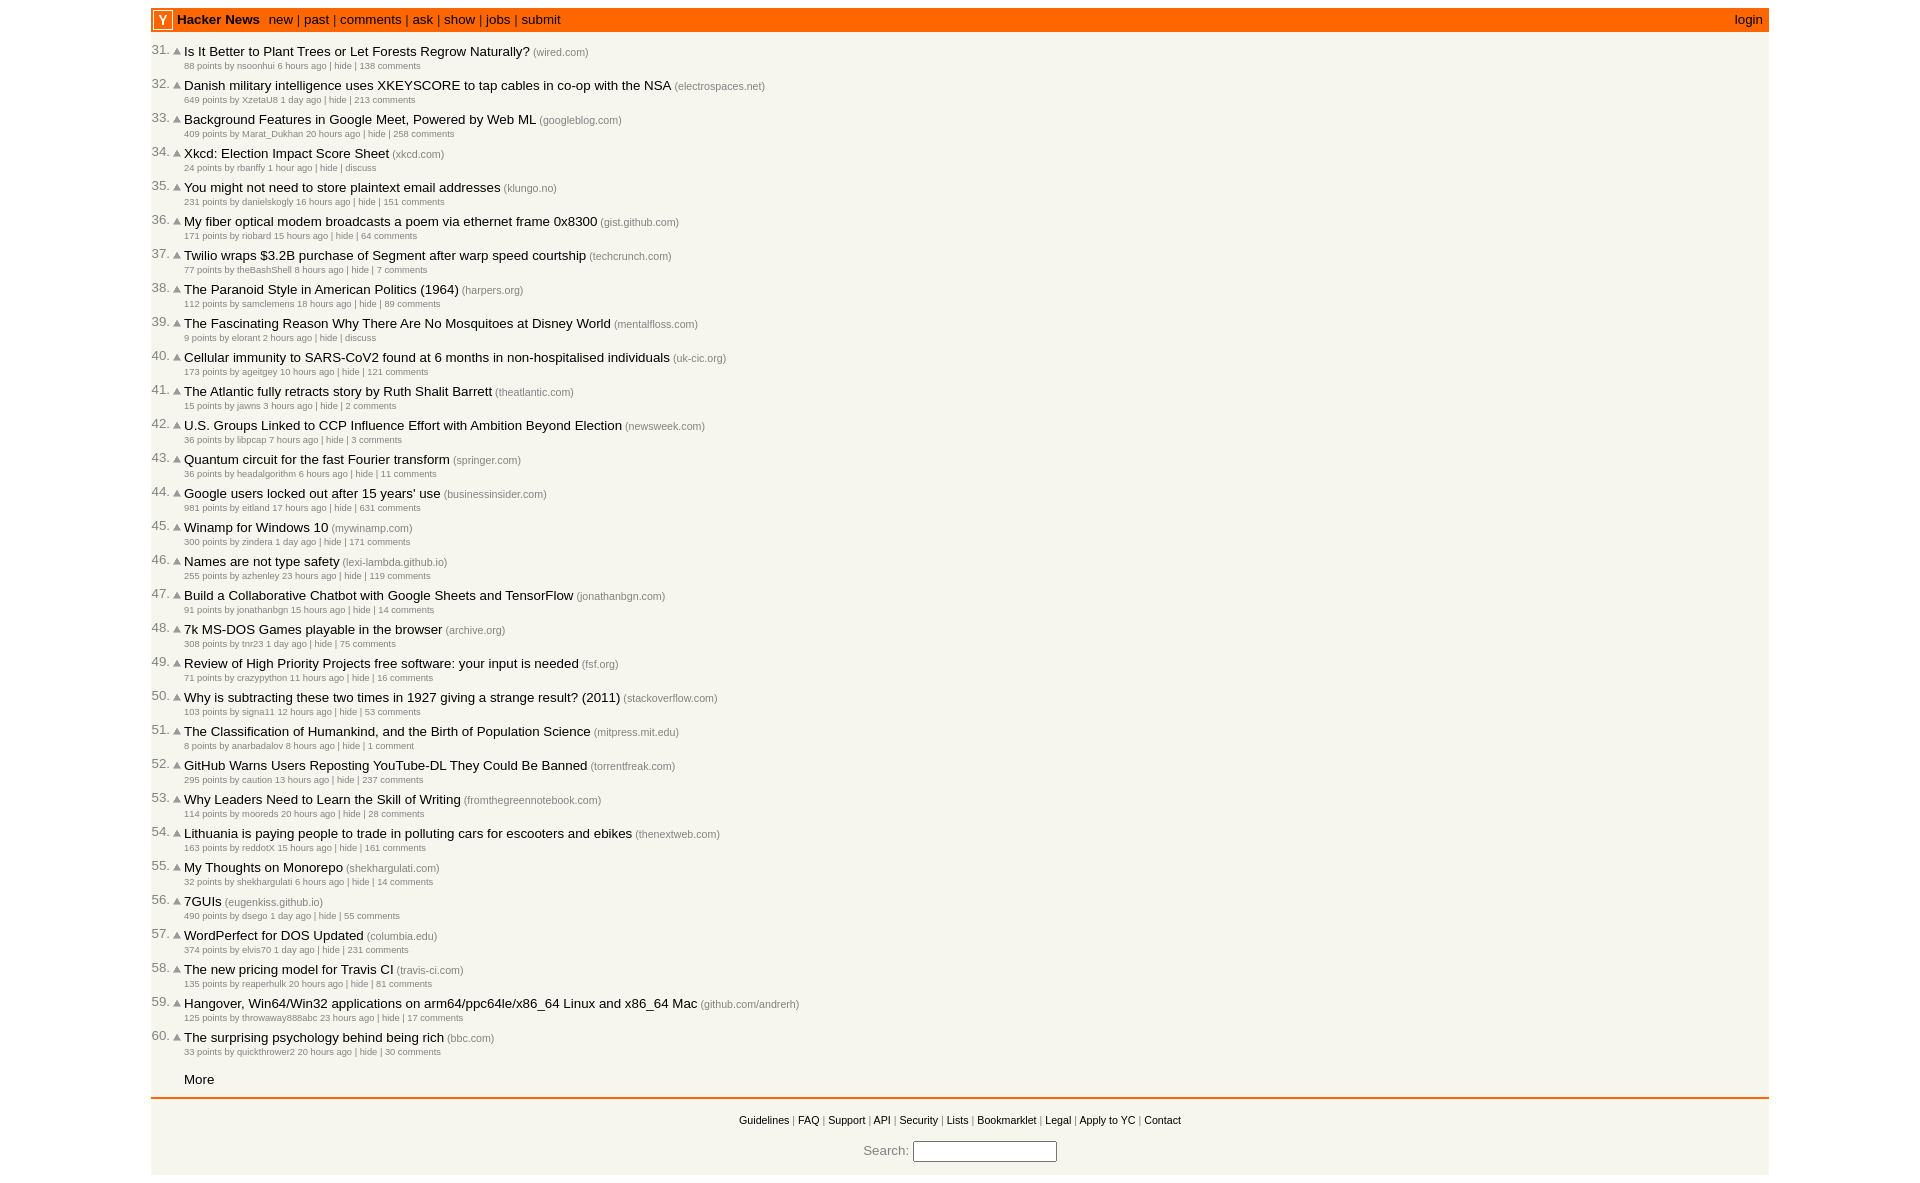 Y Hacker News new | past | comments | ask | show | jobs | submit login
31. Is It Better to Plant Trees or Let Forests Regrow Naturally? (wired.com)
88 points by nsoonhui 6 hours ago | hide | 138 comments
32. Danish military intelligence uses XKEYSCORE to tap cables in co-op with the NSA (electrospaces.net)
649 points by XzetaU8 1 day ago | hide | 213 comments
33. Background Features in Google Meet, Powered by Web ML (googleblog.com)
409 points by Marat_Dukhan 20 hours ago | hide | 258 comments
34. Xkcd: Election Impact Score Sheet (xkcd.com)
24 points by rbanffy 1 hour ago | hide | discuss
35. You might not need to store plaintext email addresses (klungo.no)
231 points by danielskogly 16 hours ago | hide | 151 comments
36. My fiber optical modem broadcasts a poem via ethernet frame 0x8300 (gist.github.com)
171 points by riobard 15 hours ago | hide | 64 comments
37. Twilio wraps $3.2B purchase of Segment after warp speed courtship (techcrunch.com)
77 points by theBashShell 8 hours ago | hide | 7 comments
38. The Paranoid Style in American Politics (1964) (harpers.org)
112 points by samclemens 18 hours ago | hide | 89 comments
39. The Fascinating Reason Why There Are No Mosquitoes at Disney World (mentalfloss.com)
9 points by elorant 2 hours ago | hide | discuss
40. Cellular immunity to SARS-CoV2 found at 6 months in non-hospitalised individuals (uk-cic.org)
173 points by ageitgey 10 hours ago | hide | 121 comments
41. The Atlantic fully retracts story by Ruth Shalit Barrett (theatlantic.com)
15 points by jawns 3 hours ago | hide | 2 comments
42. U.S. Groups Linked to CCP Influence Effort with Ambition Beyond Election (newsweek.com)
36 points by libpcap 7 hours ago | hide | 3 comments
43. Quantum circuit for the fast Fourier transform (springer.com)
36 points by headalgorithm 6 hours ago | hide | 11 comments
44. Google users locked out after 15 years' use (businessinsider.com)
981 points by eitland 17 hours ago | hide | 631 comments
45. Winamp for Windows 10 (mywinamp.com)
300 points by zindera 1 day ago | hide | 171 comments
46. Names are not type safety (lexi-lambda.github.io)
255 points by azhenley 23 hours ago | hide | 119 comments
47. Build a Collaborative Chatbot with Google Sheets and TensorFlow (jonathanbgn.com)
91 points by jonathanbgn 15 hours ago | hide | 14 comments
48. 7k MS-DOS Games playable in the browser (archive.org)
308 points by tnr23 1 day ago | hide | 75 comments
49. Review of High Priority Projects free software: your input is needed (fsf.org)
71 points by crazypython 11 hours ago | hide | 16 comments
50. Why is subtracting these two times in 1927 giving a strange result? (2011) (stackoverflow.com)
103 points by signa11 12 hours ago | hide | 53 comments
51. The Classification of Humankind, and the Birth of Population Science (mitpress.mit.edu)
8 points by anarbadalov 8 hours ago | hide | 1 comment
52. GitHub Warns Users Reposting YouTube-DL They Could Be Banned (torrentfreak.com)
295 points by caution 13 hours ago | hide | 237 comments
53. Why Leaders Need to Learn the Skill of Writing (fromthegreennotebook.com)
114 points by mooreds 20 hours ago | hide | 28 comments
54. Lithuania is paying people to trade in polluting cars for escooters and ebikes (thenextweb.com)
163 points by reddotX 15 hours ago | hide | 161 comments
55. My Thoughts on Monorepo (shekhargulati.com)
32 points by shekhargulati 6 hours ago | hide | 14 comments
56. 7GUIs (eugenkiss.github.io)
490 points by dsego 1 day ago | hide | 55 comments
57. WordPerfect for DOS Updated (columbia.edu)
374 points by elvis70 1 day ago | hide | 231 comments
58. The new pricing model for Travis CI (travis-ci.com)
135 points by reaperhulk 20 hours ago | hide | 81 comments
59. Hangover, Win64/Win32 applications on arm64/ppc64le/x86_64 Linux and x86_64 Mac (github.com/andrerh)
125 points by throwaway888abc 23 hours ago | hide | 17 comments
60. The surprising psychology behind being rich (bbc.com)
33 points by quickthrower2 20 hours ago | hide | 30 comments
More
Guidelines | FAQ | Support | API | Security | Lists | Bookmarklet | Legal | Apply to YC | Contact
Search: